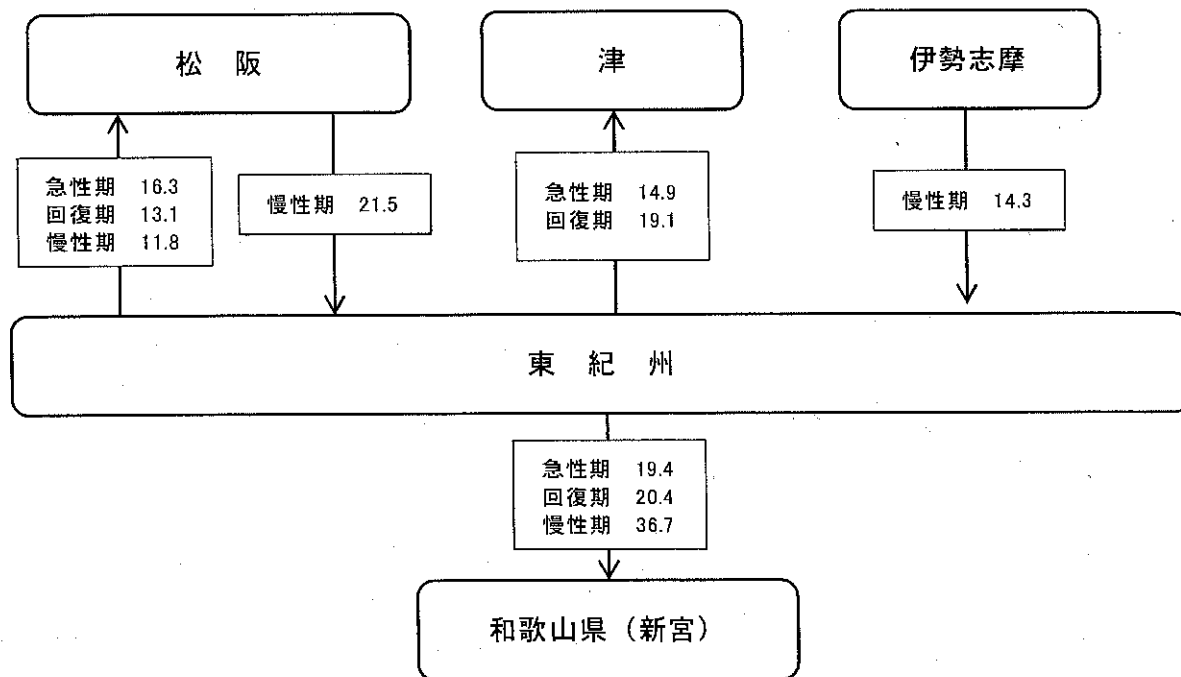 松　阪
津
伊勢志摩
急性期　16.3
回復期　13.1
慢性期　11.8
慢性期　21.5
急性期　14.9
回復期　19.1
慢性期　14.3
東　紀　州
急性期　19.4
回復期　20.4
慢性期　36.7
和歌山県（新宮）